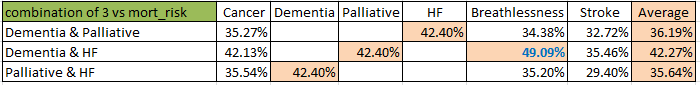 combination of 3 vs mort_risk Cancer Dementia Palliative HF Breathlessness Stroke Average
Dementia & Palliative 35.27% 42.40% 34.38% 32.72% 36.19%
Dementia & HF 42.13% 42.40% 49.09% 35.46% 42.27%
Palliative & HF 35.54% 42.40% 35.20% 29.40% 35.64%